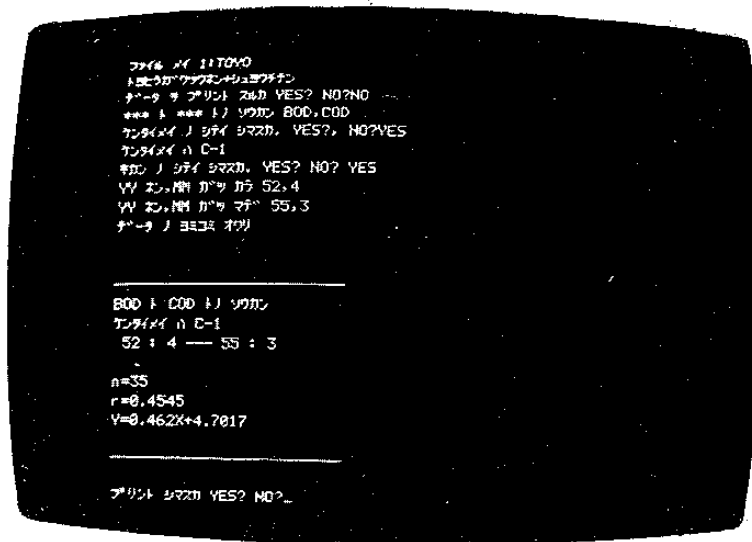 ファイル メイ 1:TOYO
データ ヲ プリント スルカ YES? NO?NO
*** ト *** トノ ソウカン BOD,COD
ケンタイメイ ノ シテイ シマスカ. YES?, NO?YES
ケンタイメイ ハ C-1
キカン ノ シテイ シマスカ. YES? NO? YES
YY ネン,MM ガツ カラ 52,4
YY ネン,MM ガツ マデ 55,3
データ ノ ヨミコミ オワリ
BOD ト COD トノ ソウカン
ケンタイメイ ハ C-1
52 : 4 --- 55 : 3
n=35
r=0.4545
Y=0.462X+4.7017
プリント シマスカ YES? NO?_